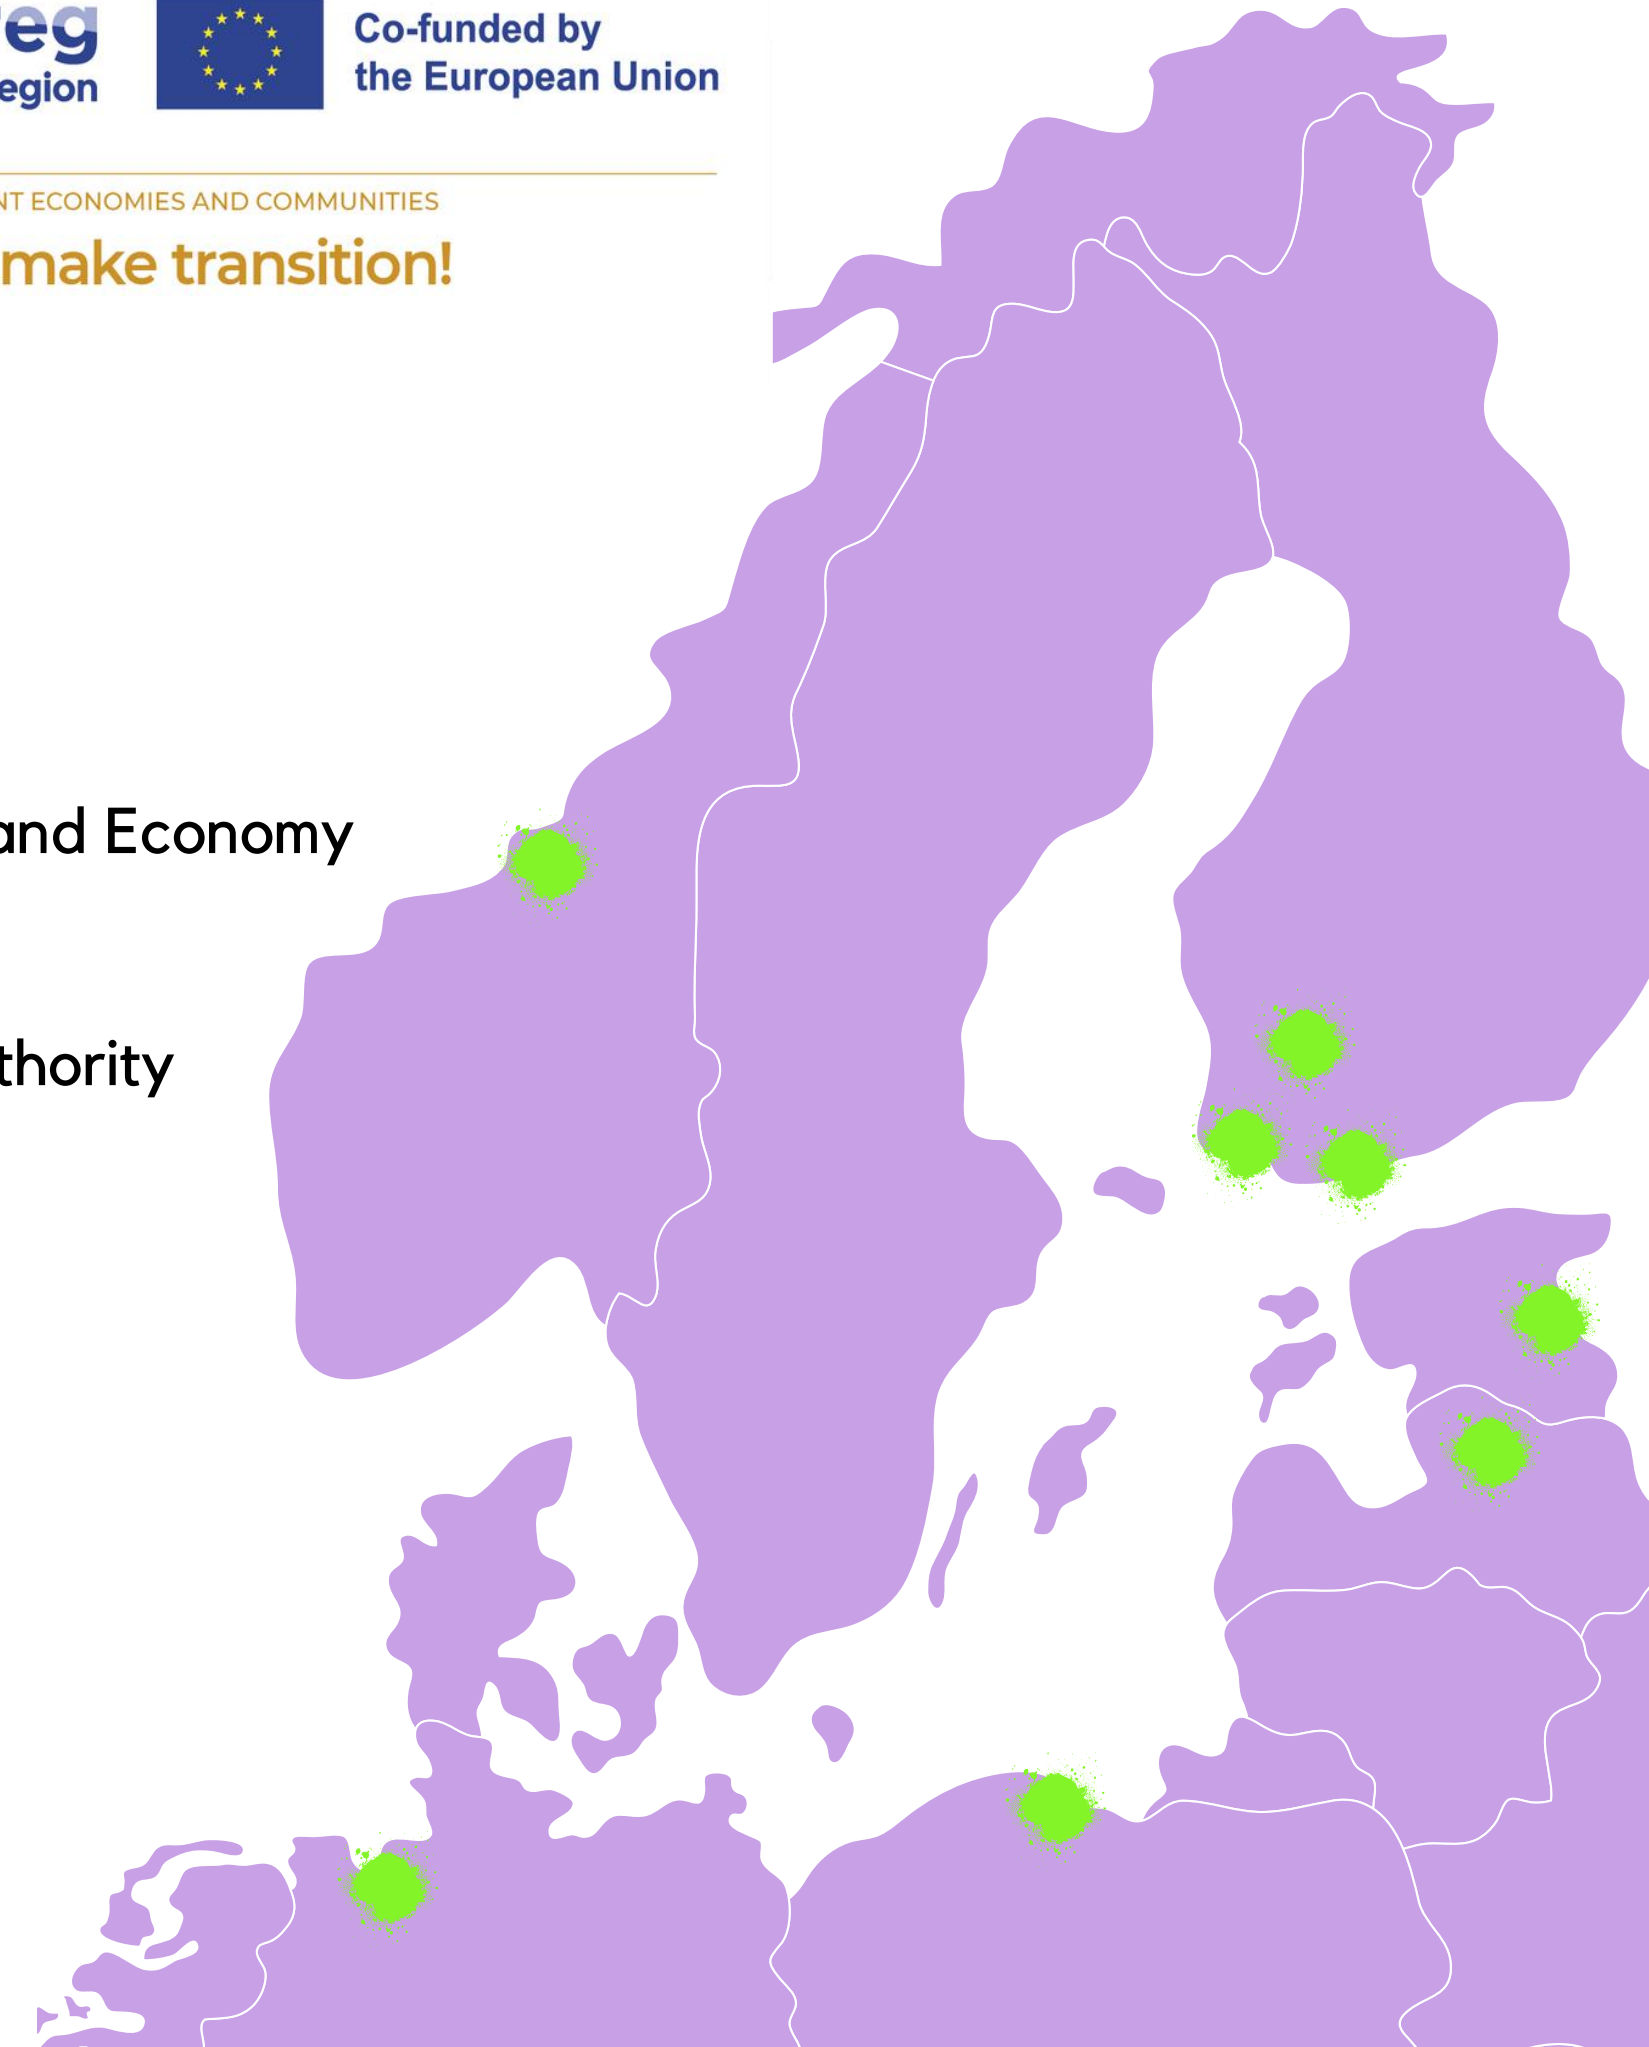 eg
egion
Co-funded by
the European Union
NT ECONOMIES AND COMMUNITIES
make transition!
and Economy
thority